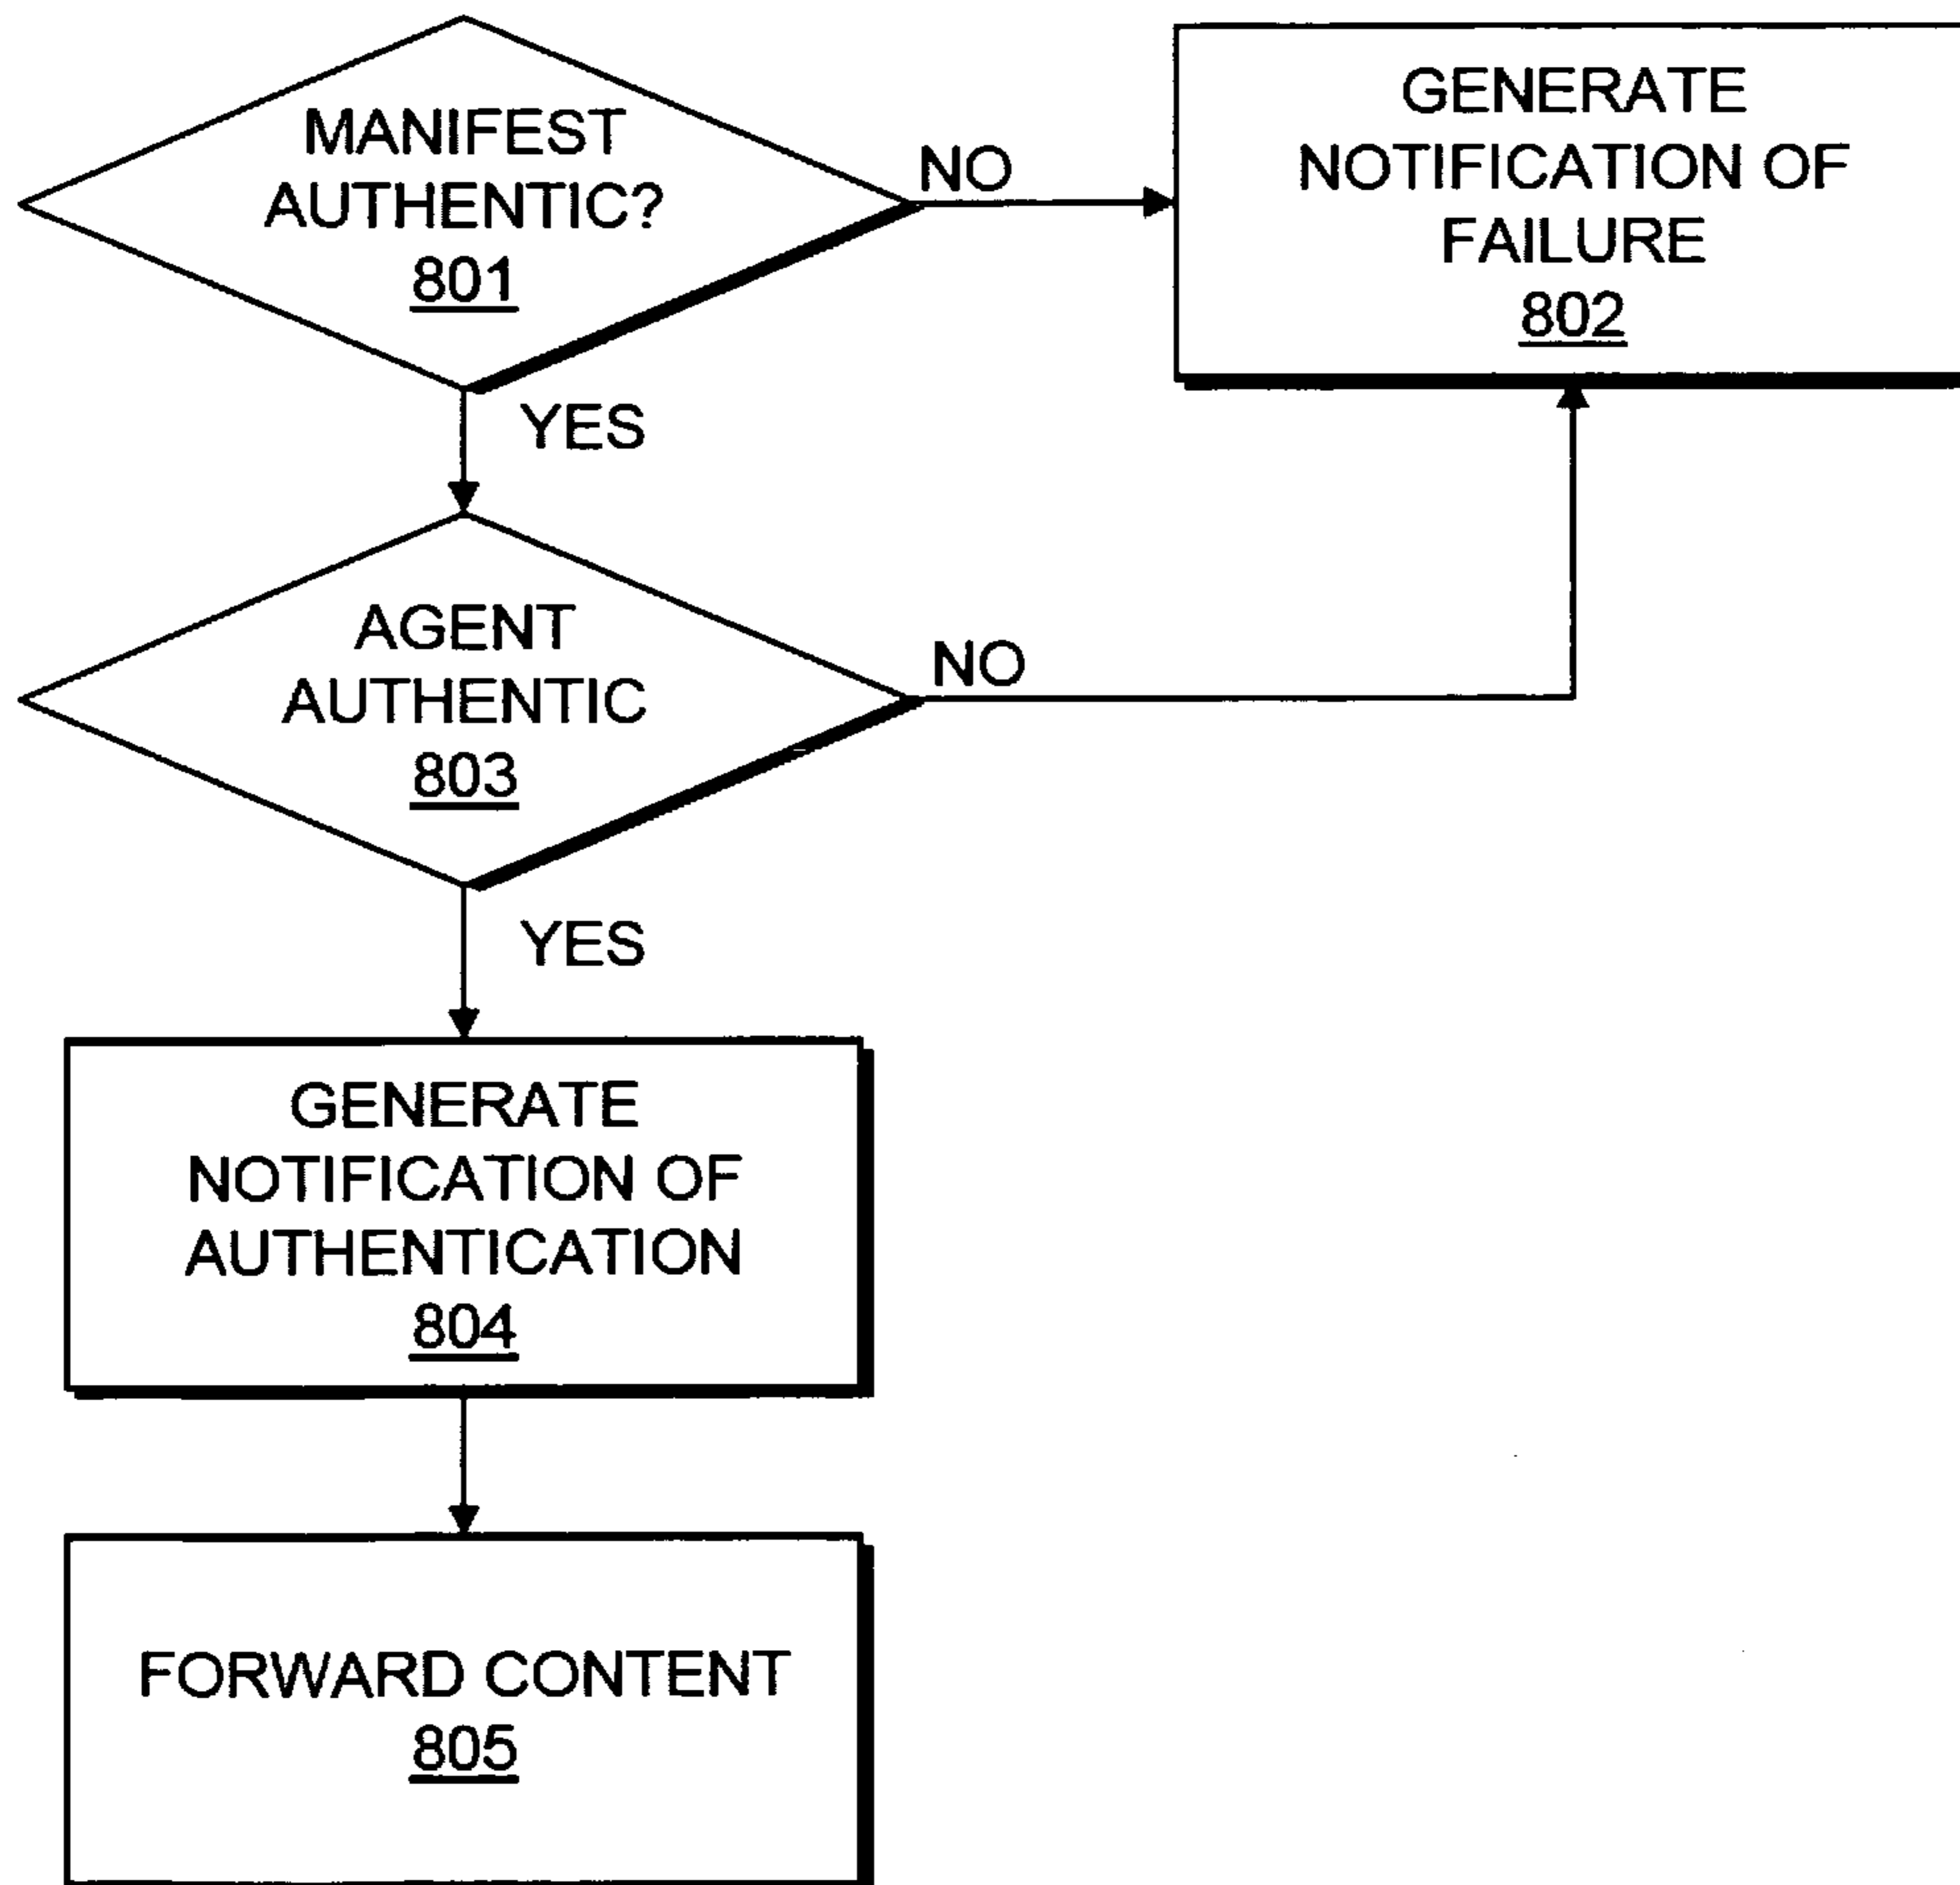 MANIFEST
AUTHENTIC?
801
NO
GENERATE
NOTIFICATION OF
FAILURE
802
YES
AGENT
AUTHENTIC
803
NO
YES
GENERATE
NOTIFICATION OF
AUTHENTICATION
804
FORWARD CONTENT
805